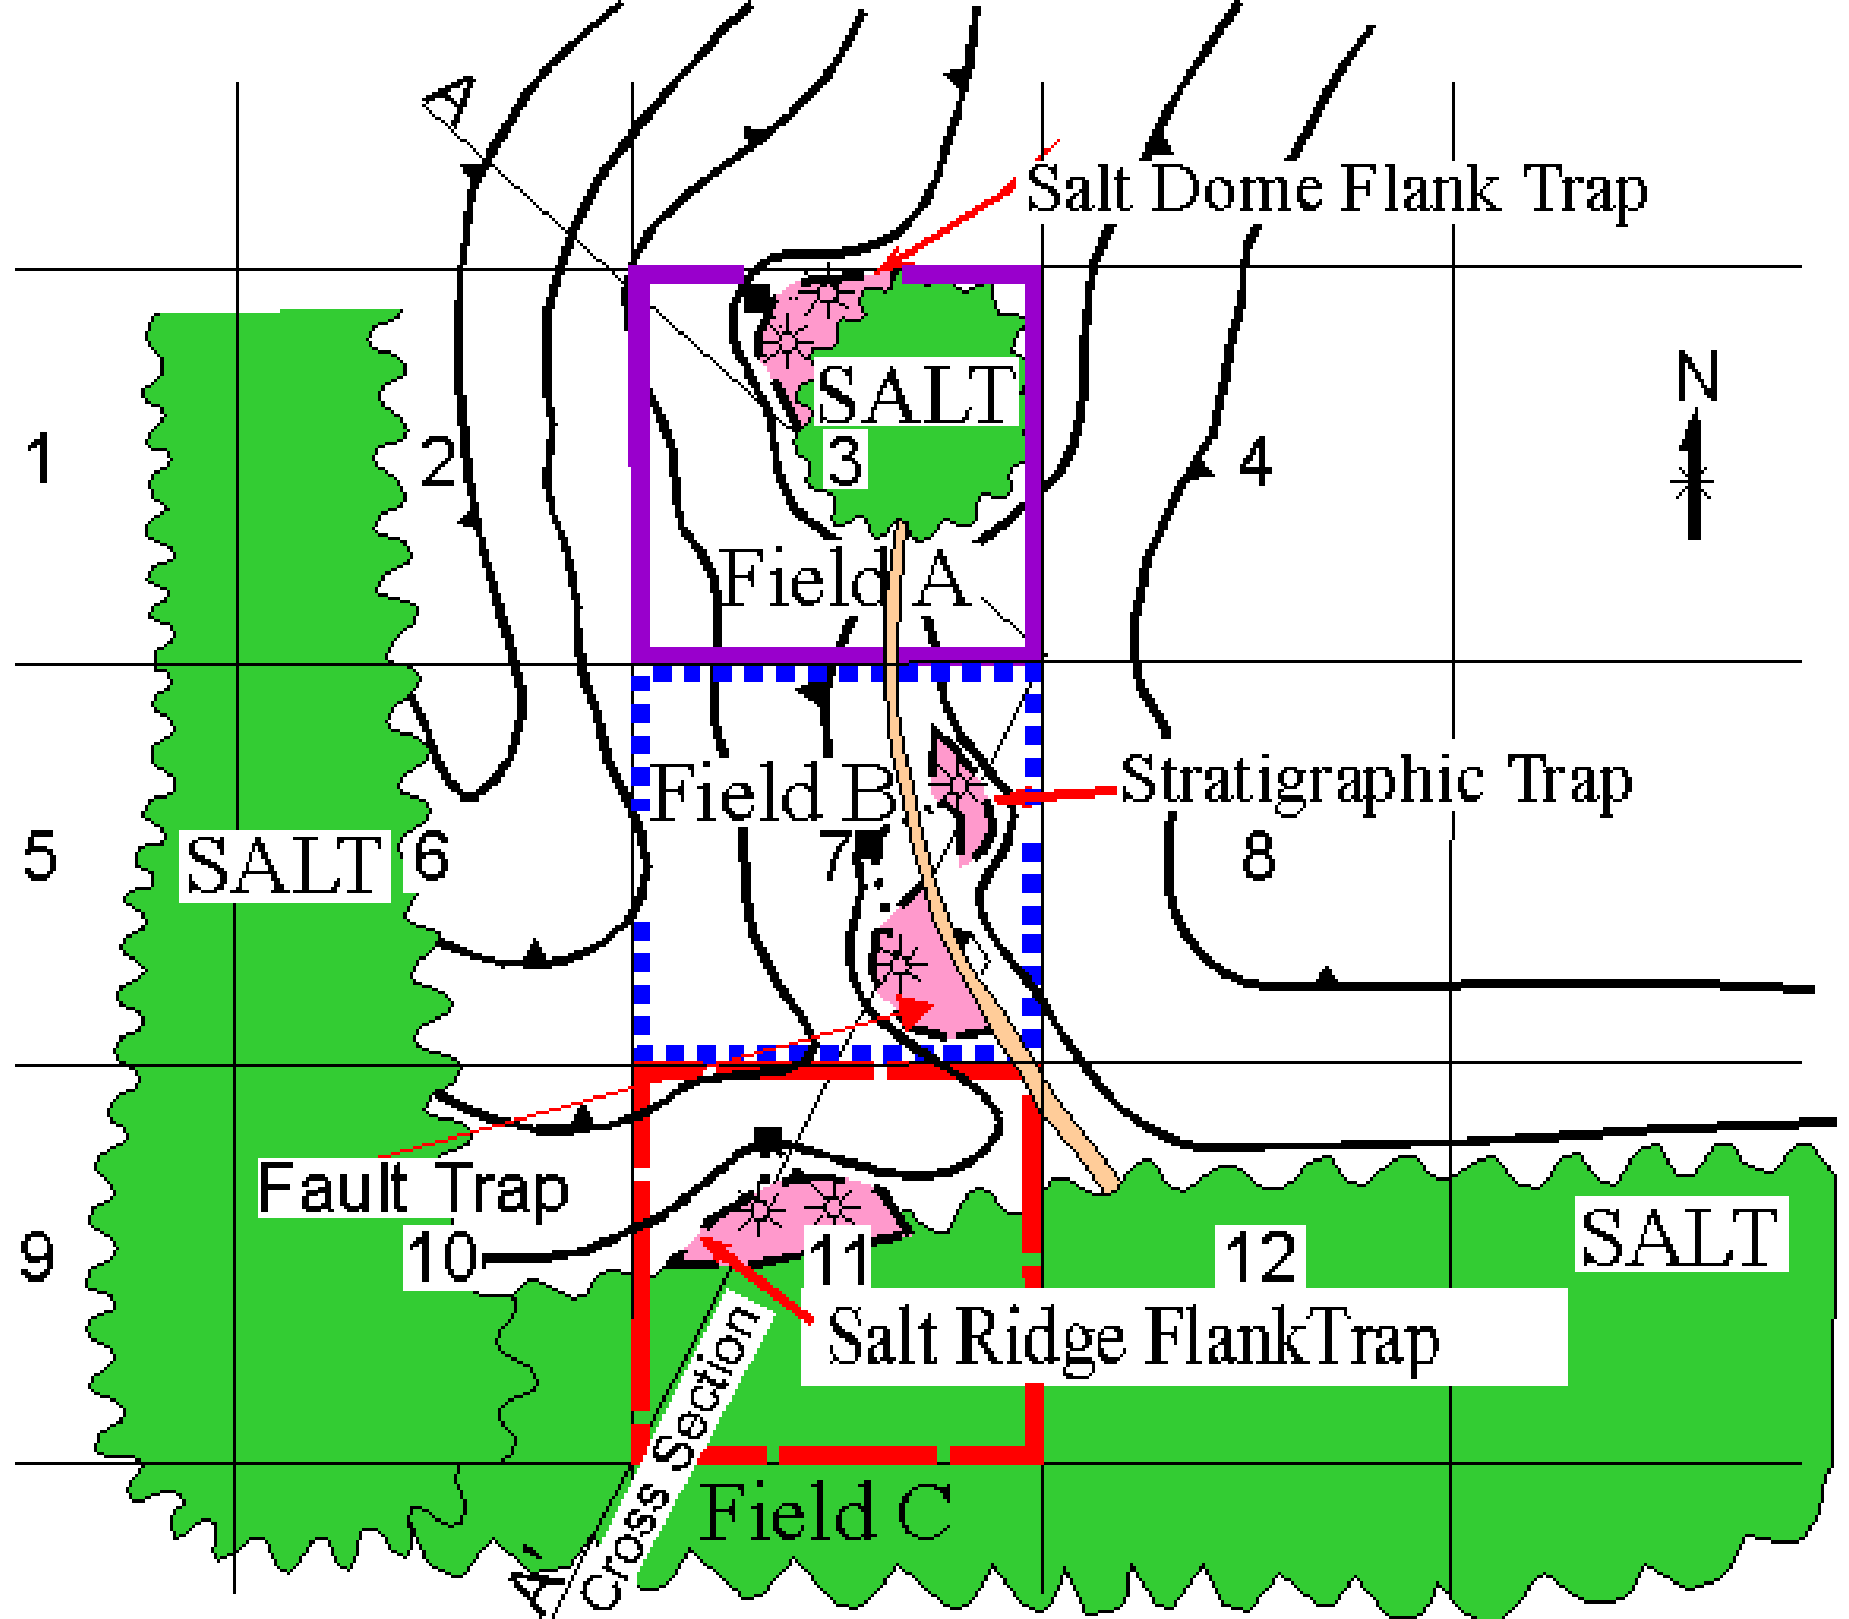 A
Salt Dome Flank Trap
N
SALT
1
2
3
4
Field A
Stratigraphic Trap
Field B
5
SALT
6
7
8
Fault Trap
9
10
11
12
SALT
Salt Ridge FlankTrap
Cross Section
Field C
A'